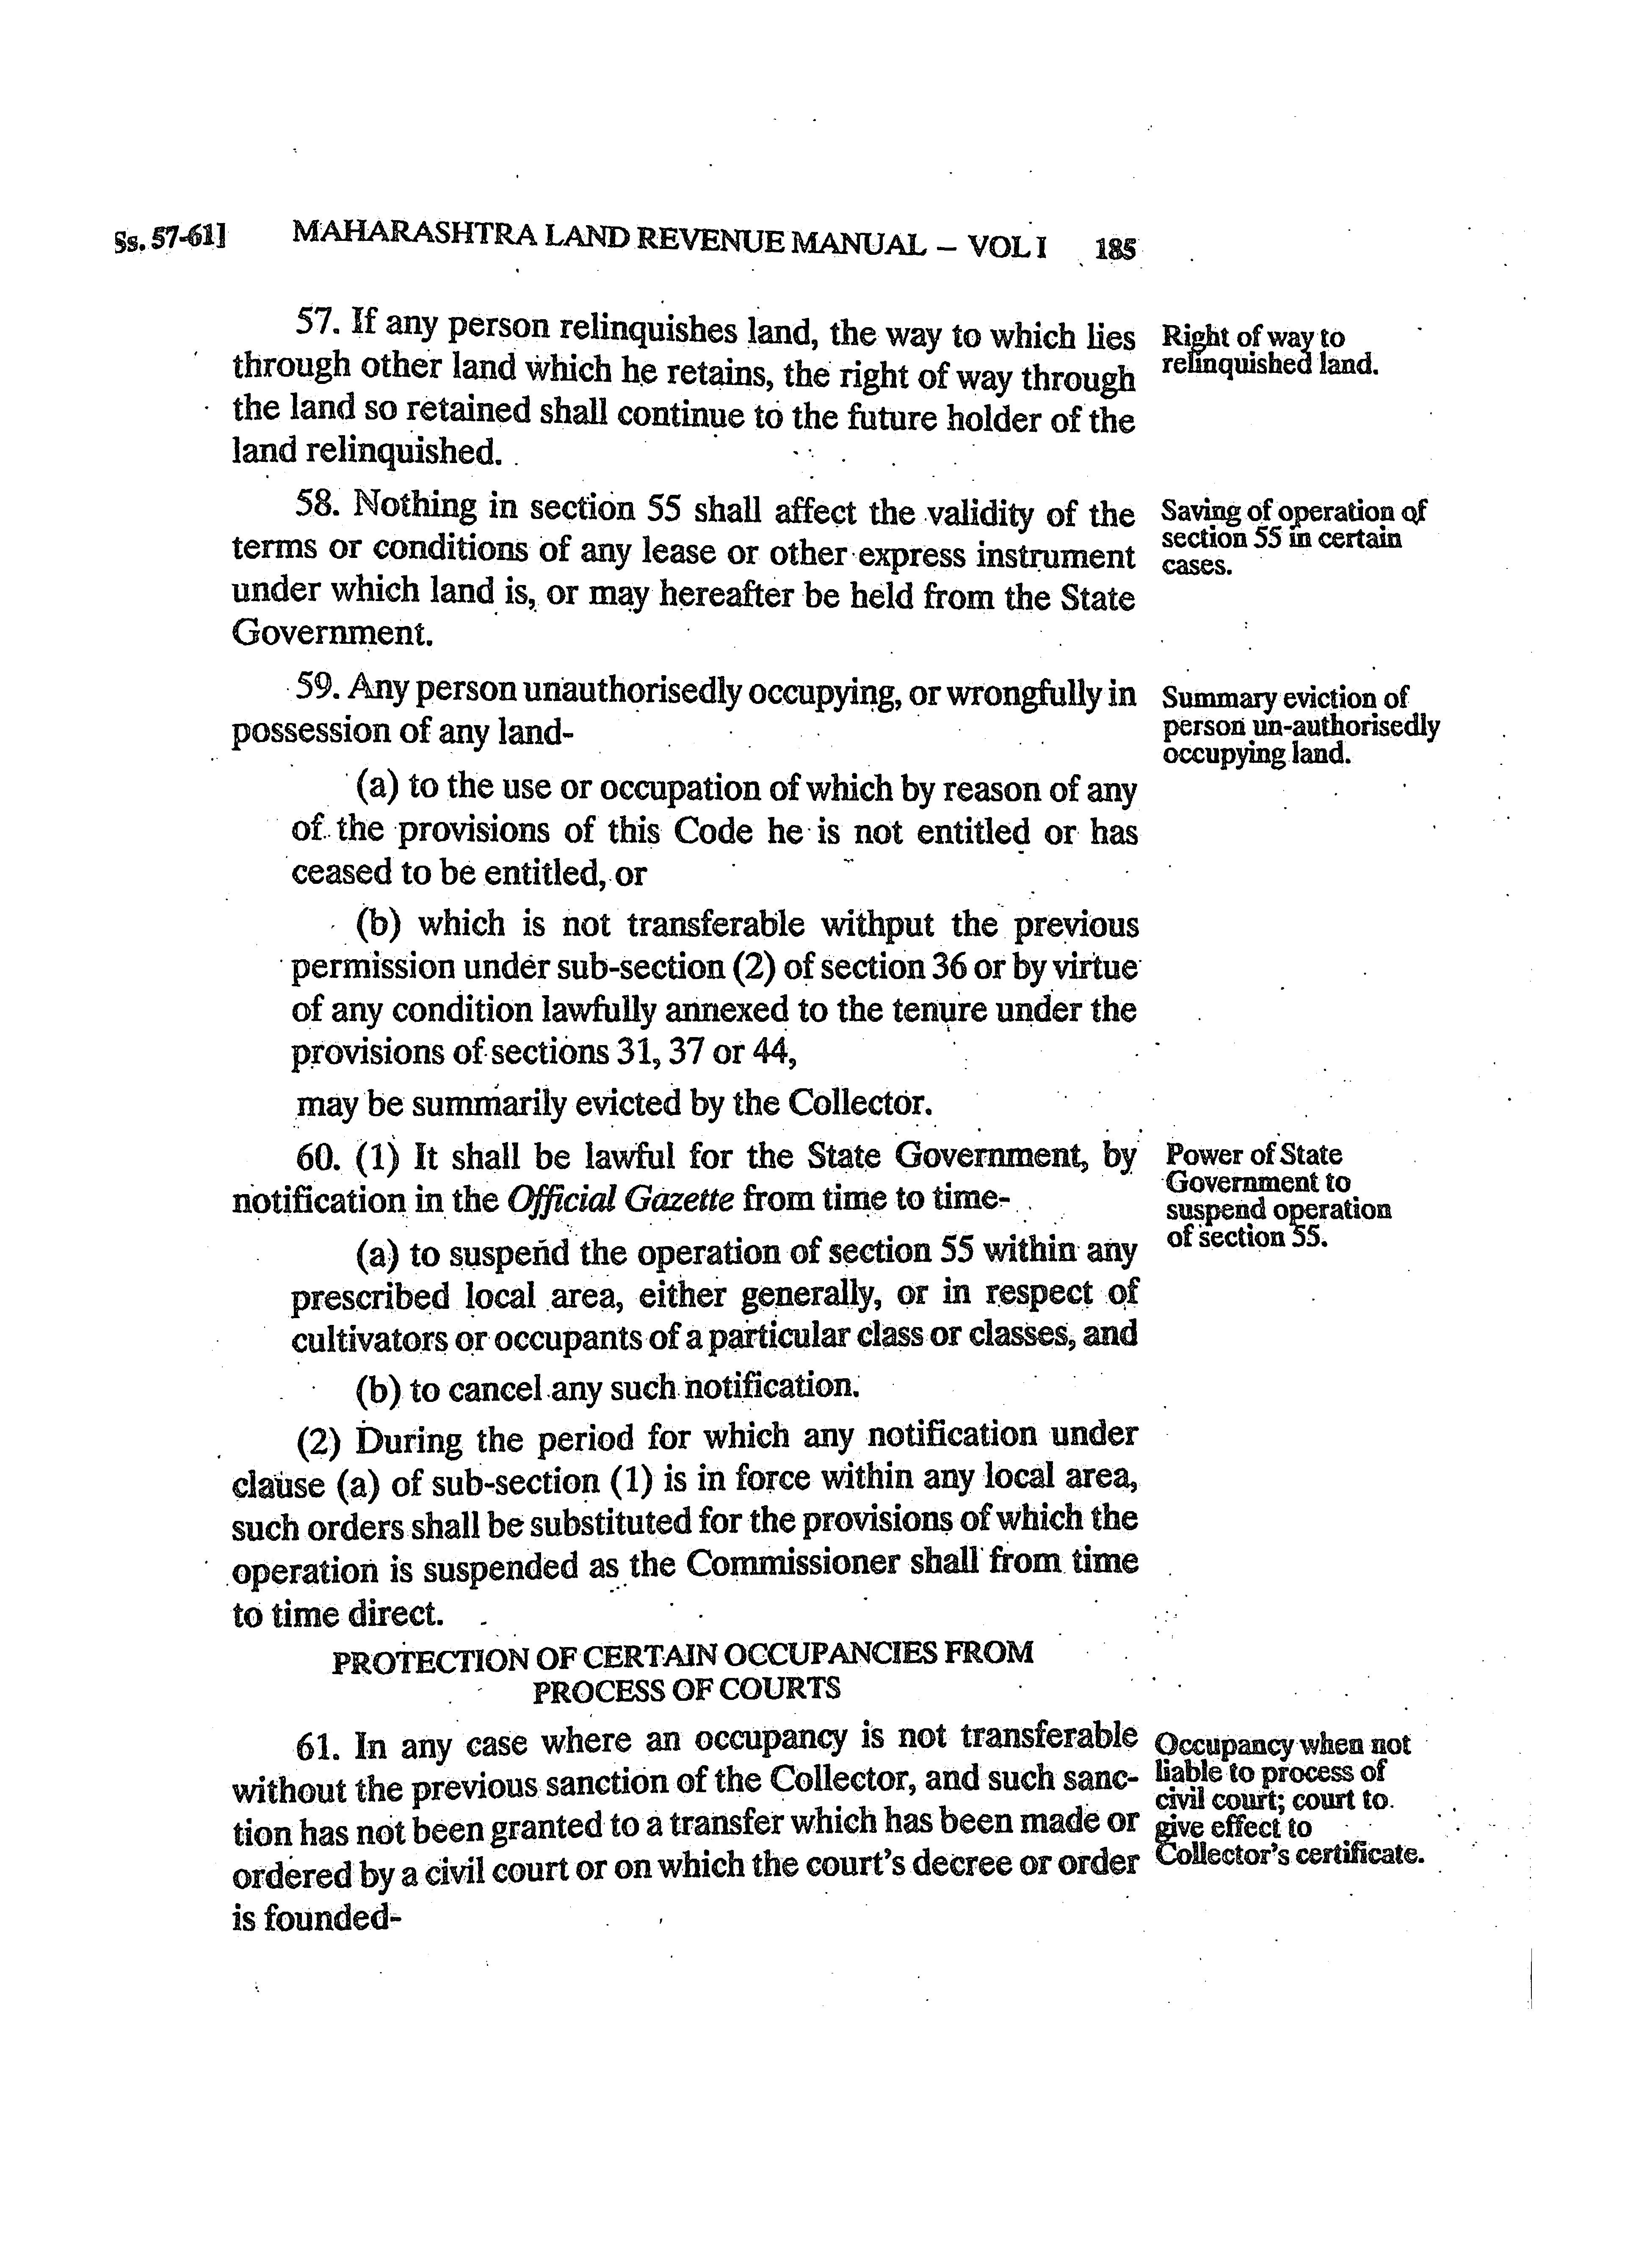 Ss. 57-61] MAHARASHTRA LAND REVENUE MANUAL – VOL I 185
57. If any person relinquishes land, the way to which lies
through other land which he retains, the right of way through
the land so retained shall continue to the future holder of the
land relinquished.
Right of way to
relinquished land.
58. Nothing in section 55 shall affect the validity of the
terms or conditions of any lease or other express instrument
under which land is, or may hereafter be held from the State
Government.
Saving of operation of
section 55 in certain
cases.
59. Any person unauthorisedly occupying, or wrongfully in
possession of any land-
Summary eviction of
person un-authorisedly
occupying land.
(a) to the use or occupation of which by reason of any
of the provisions of this Code he is not entitled or has
ceased to be entitled, or
(b) which is not transferable withput the previous
permission under sub-section (2) of section 36 or by virtue
of any condition lawfully annexed to the tenure under the
provisions of sections 31, 37 or 44,
may be summarily evicted by the Collector.
60. (1) It shall be lawful for the State Government, by
notification in the Official Gazette from time to time-
Power of State
Government to
suspend operation
of section 55.
(a) to suspend the operation of section 55 within any
prescribed local area, either generally, or in respect of
cultivators or occupants of a particular class or classes, and
(b) to cancel any such notification.
(2) During the period for which any notification under
clause (a) of sub-section (1) is in force within any local area,
such orders shall be substituted for the provisions of which the
operation is suspended as the Commissioner shall from time
to time direct.
PROTECTION OF CERTAIN OCCUPANCIES FROM
PROCESS OF COURTS
61. In any case where an occupancy is not transferable
without the previous sanction of the Collector, and such sanc-
tion has not been granted to a transfer which has been made or
ordered by a civil court or on which the court's decree or order
is founded-
Occupancy when not
liable to process of
civil court; court to
give effect to
Collector's certificate.